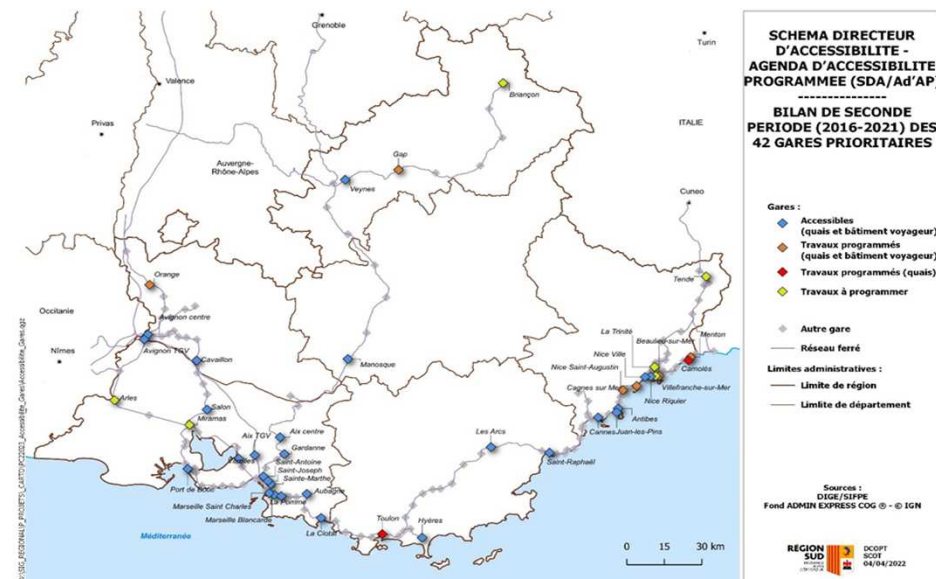 SCHEMA DIRECTEUR
D'ACCESSIBILITE -
AGENDA D'ACCESSIBILITE
PROGRAMMEE (SDA/Ad'AP)
---------------
BILAN DE SECONDE
PERIODE (2016-2021) DES
42 GARES PRIORITAIRES
Gares :
Accessibles
(quais et bâtiment voyageur)
Travaux programmés
(quais et bâtiment voyageur)
Travaux programmés (quais)
Travaux à programmer
Autre gare
Réseau ferré
Limites administratives :
Limite de région
Limlite de département
Sources :
DIGE/SIFPE
Fond ADMIN EXPRESS COG ® - © IGN
REGION
SUD
DCOPT
SCOT
04/04/2022
Grenoble
Turin
Valence
Briançon
Privas
ITALIE
Gap
Auvergne-
Rhône-Alpes
Veynes
Cuneo
Orange
Tende
Occitanie
Avignon centre
La Trinité
Beaulieu-sur-Mer
Menton
Avignon TGV
Nîmes
Cavaillon
Manosque
Nice Ville
Nice Saint-Augustin
Camolès
Cagnes sur Mer
Villefranche-sur-Mer
Nice Riquier
Arles
Salon
Miramas
Antibes
Cannes
Juan-les-Pins
Aix TGV
Aix centre
Les Arcs
Gardanne
Saint-Antoine
Saint-Joseph
Sainte-Marthe
Saint-Raphaël
Port de Bouc
La Pomme
Aubagne
Marseille Saint Charles
Marseille Blancarde
La Ciotat
Toulon
Hyères
Méditerranée
0 15 30 km